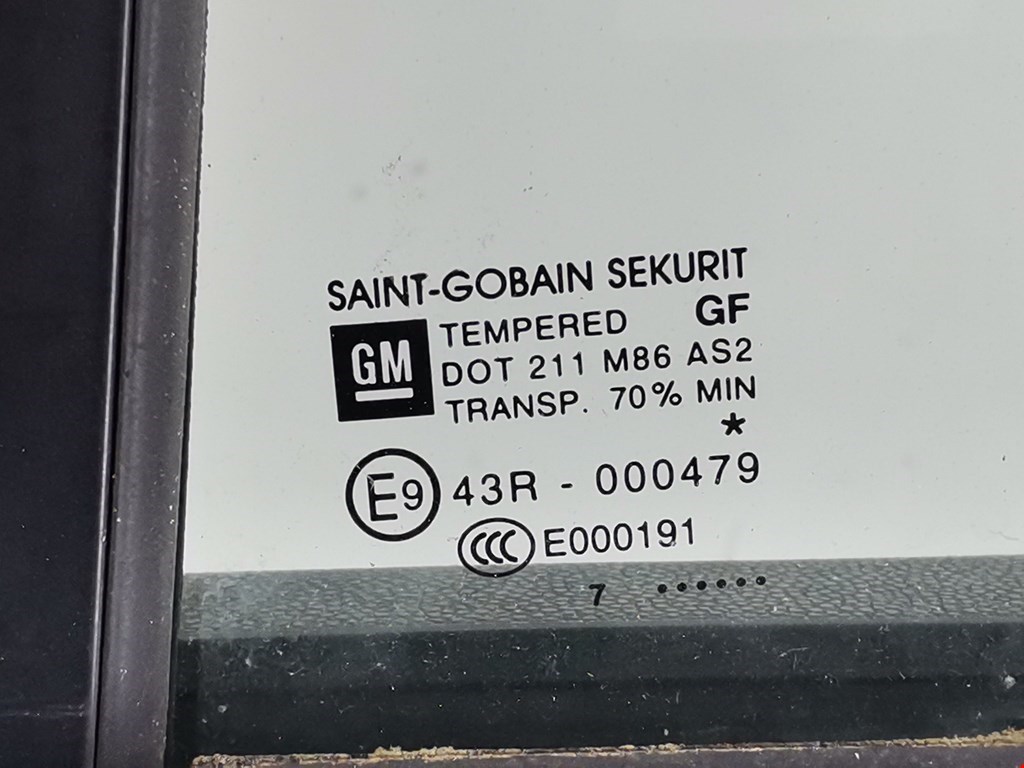 SAINT-GOBAIN SEKURIT
GM TEMPERED GF
DOT 211 M86 AS2
TRANSP. 70% MIN
*
E9 43R - 000479
CCC E000191
7 ······